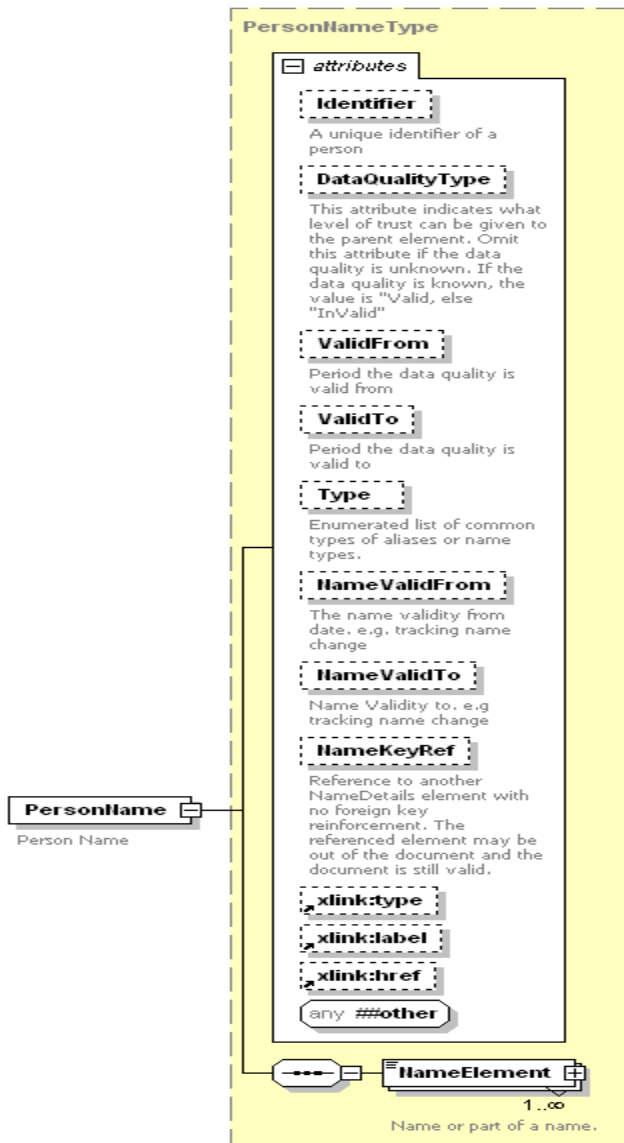 PersonNameType
attributes
Identifier
A unique identifier of a
person
DataQualityType
This attribute indicates what
level of trust can be given to
the parent element. Omit
this attribute if the data
quality is unknown. If the
data quality is known, the
value is "Valid, else
"InValid"
ValidFrom
Period the data quality is
valid from
ValidTo
Period the data quality is
valid to
Type
Enumerated list of common
types of aliases or name
types.
NameValidFrom
The name validity from
date. e.g. tracking name
change
NameValidTo
Name Validity to. e.g
tracking name change
NameKeyRef
Reference to another
NameDetails element with
no foreign key
reinforcement. The
referenced element may be
out of the document and the
document is still valid.
PersonName
Person Name
xlink:type
xlink:label
xlink:href
any ##other
NameElement
1..∞
Name or part of a name.